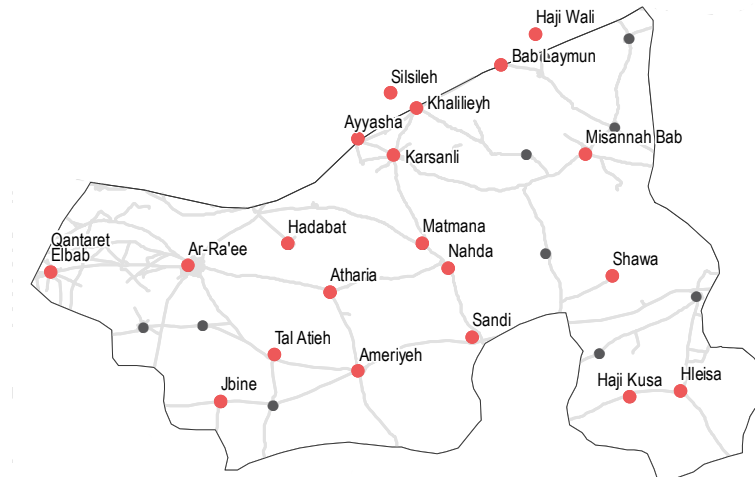 Haji Wali
Bab Laymun
Silsileh
Khalilieyh
Ayyasha
Karsanli
Misannah Bab
Hadabat
Matmana
Qantaret
Elbab
Ar-Ra'ee
Nahda
Shawa
Atharia
Sandi
Tal Atieh
Ameriyeh
Jbine
Haji Kusa
Hleisa